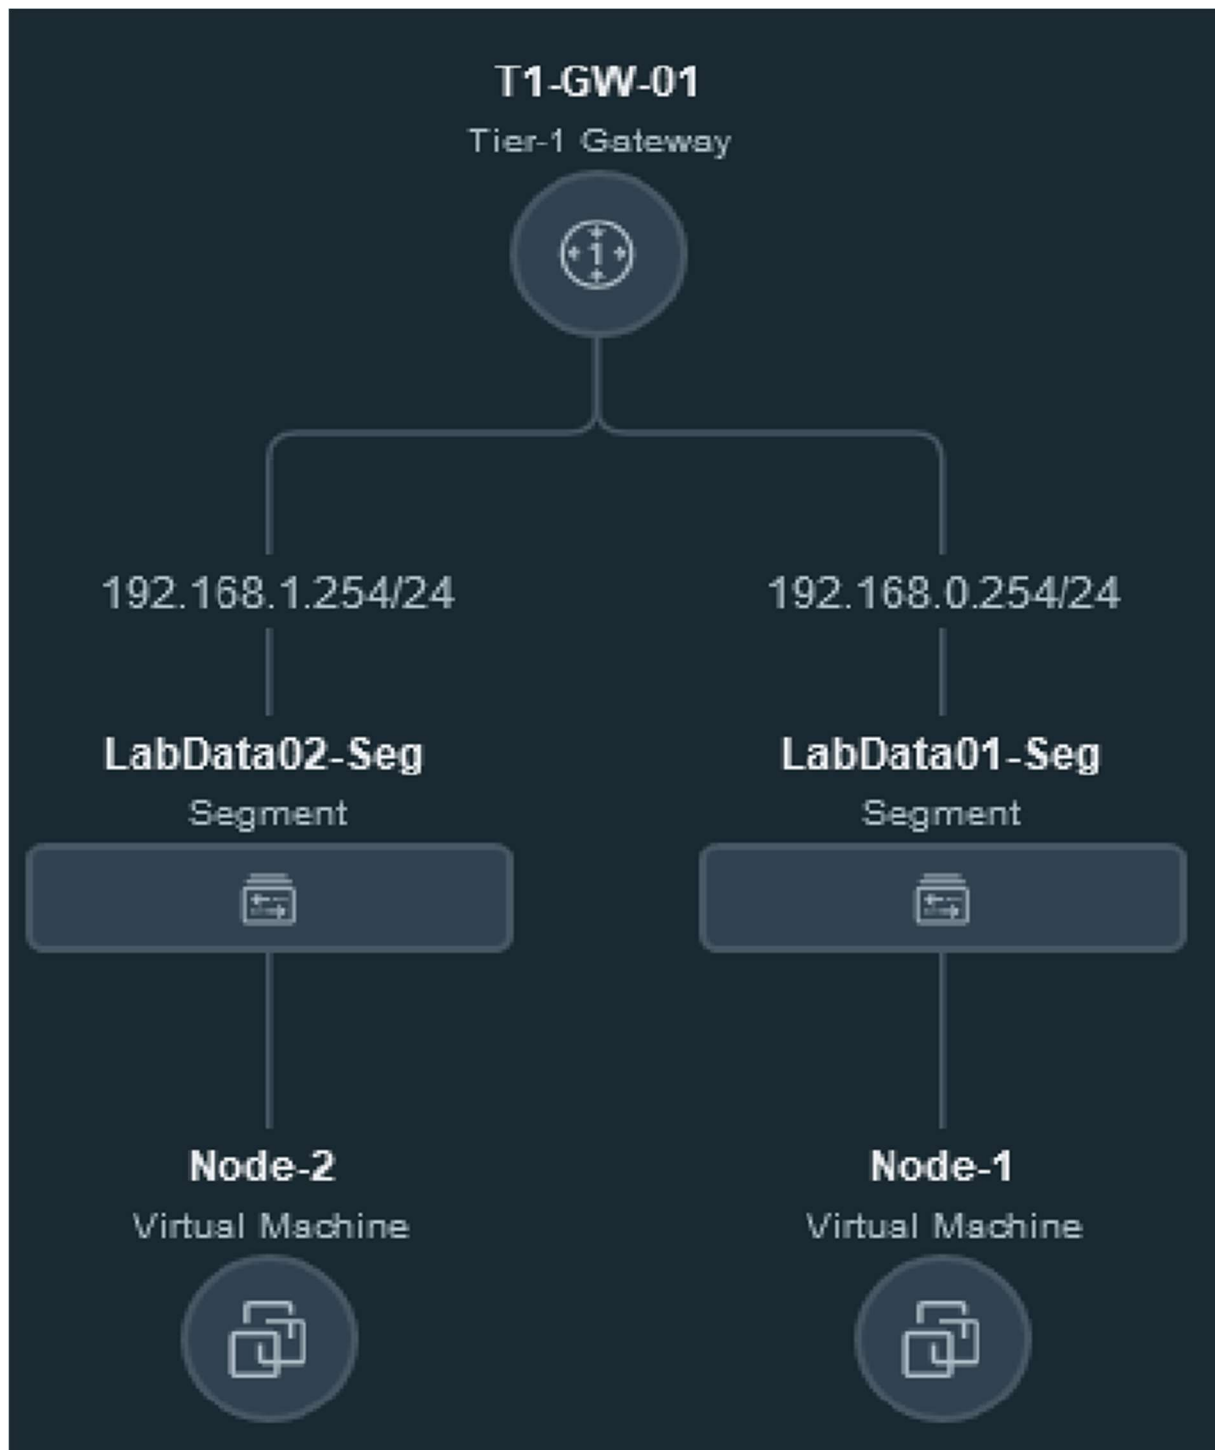 T1-GW-01
Tier-1 Gateway
1
192.168.1.254/24
192.168.0.254/24
LabData02-Seg
LabData01-Seg
Segment
Segment
Node-2
Node-1
Virtual Machine
Virtual Machine